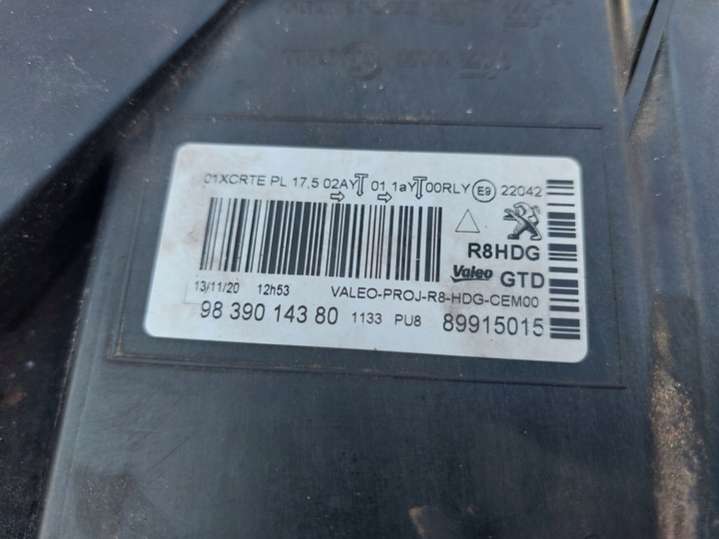 01XCRTE PL 17,5 02AY 01 1aY 00RLY E9 22042
R8HDG
Valeo GTD
13/11/20 12h53 VALEO-PROJ-R8-HDG-CEM00
98 390 143 80 1133 PU8 89915015